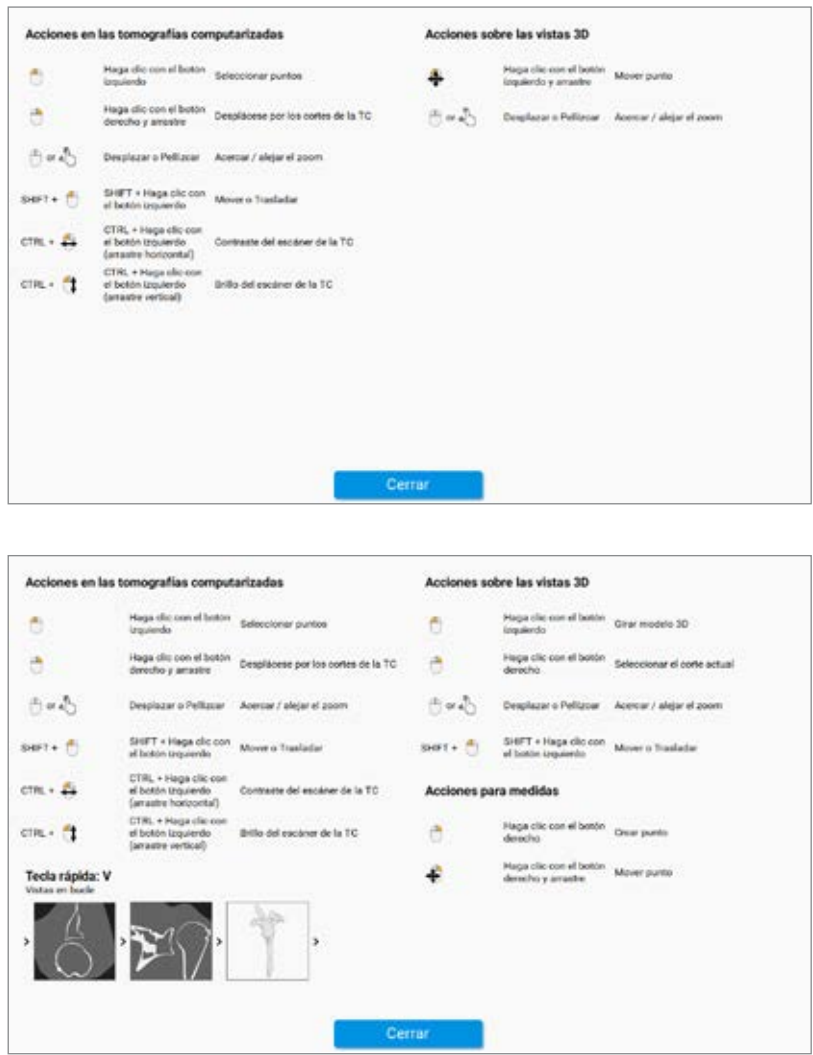 Acciones en las tomografías computarizadas
Haga clic con el botón
izquierdo
Seleccionar puntos
Haga clic con el botón
derecho y arrastre
Desplácese por los cortes de la TC
or
Desplazar o Pellizcar
Acercar / alejar el zoom
SHIFT +
SHIFT + Haga clic con
el botón izquierdo
Mover o Trasladar
CTRL +
CTRL + Haga clic con
el botón izquierdo
(arrastre horizontal)
Contraste del escáner de la TC
CTRL +
CTRL + Haga clic con
el botón izquierdo
(arrastre vertical)
Brillo del escáner de la TC
Acciones sobre las vistas 3D
Haga clic con el botón
izquierdo y arrastre
Mover punto
or
Desplazar o Pellizcar
Acercar / alejar el zoom
Cerrar
Acciones en las tomografías computarizadas
Haga clic con el botón
izquierdo
Seleccionar puntos
Haga clic con el botón
derecho y arrastre
Desplácese por los cortes de la TC
or
Desplazar o Pellizcar
Acercar / alejar el zoom
SHIFT +
SHIFT + Haga clic con
el botón izquierdo
Mover o Trasladar
CTRL +
CTRL + Haga clic con
el botón izquierdo
(arrastre horizontal)
Contraste del escáner de la TC
CTRL +
CTRL + Haga clic con
el botón izquierdo
(arrastre vertical)
Brillo del escáner de la TC
Tecla rápida: V
Vistas en bucle
Acciones sobre las vistas 3D
Haga clic con el botón
izquierdo
Girar modelo 3D
Haga clic con el botón
derecho
Seleccionar el corte actual
or
Desplazar o Pellizcar
Acercar / alejar el zoom
SHIFT +
SHIFT + Haga clic con
el botón izquierdo
Mover o Trasladar
Acciones para medidas
Haga clic con el botón
derecho
Crear punto
Haga clic con el botón
derecho y arrastre
Mover punto
Cerrar